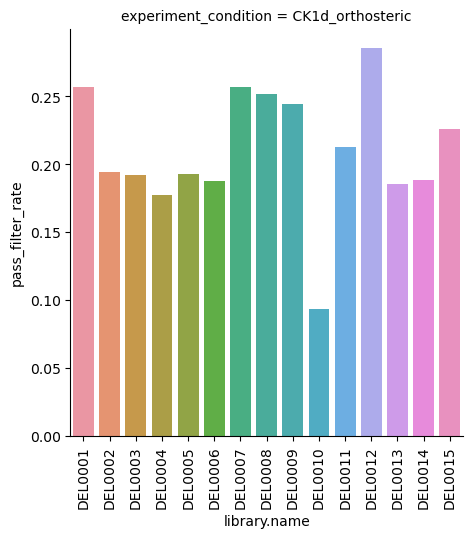 experiment_condition = CK1d_orthosteric
pass_filter_rate
0.25
0.20
0.15
0.10
0.05
0.00
DEL0001
DEL0002
DEL0003
DEL0004
DEL0005
DEL0006
DEL0007
DEL0008
DEL0009
DEL0010
DEL0011
DEL0012
DEL0013
DEL0014
DEL0015
library.name